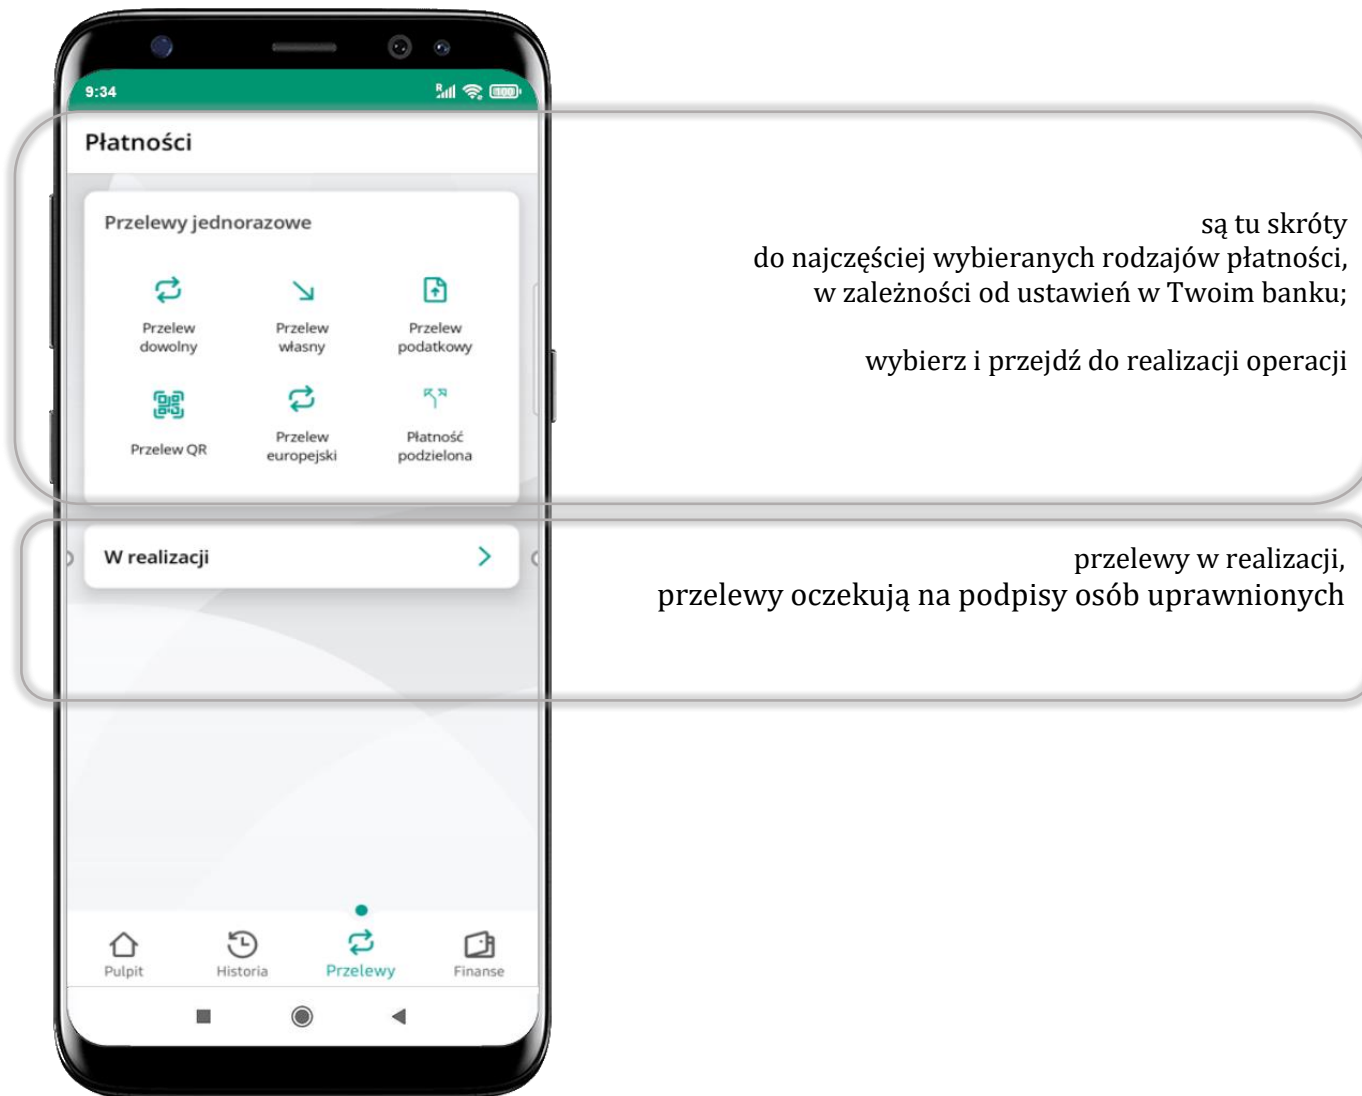 9:34
R
100
Płatności
Przelewy jednorazowe
Przelew
dowolny
Przelew
własny
Przelew
podatkowy
Przelew QR
Przelew
europejski
Płatność
podzielona
W realizacji
Pulpit
Historia
Przelewy
Finanse
są tu skróty
do najczęściej wybieranych rodzajów płatności,
w zależności od ustawień w Twoim banku;
wybierz i przejdź do realizacji operacji
przelewy w realizacji,
przelewy oczekują na podpisy osób uprawnionych